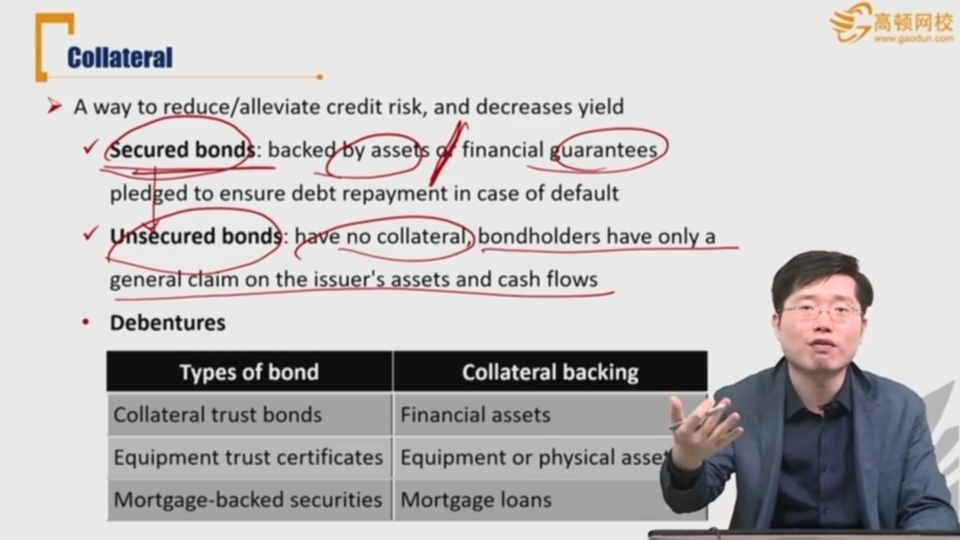 高顿网校
www.gaodun.com
Collateral
A way to reduce/alleviate credit risk, and decreases yield
Secured bonds: backed by assets or financial guarantees
pledged to ensure debt repayment in case of default
Unsecured bonds: have no collateral, bondholders have only a
general claim on the issuer's assets and cash flows
Debentures
Types of bond Collateral backing
Collateral trust bonds Financial assets
Equipment trust certificates Equipment or physical asset
Mortgage-backed securities Mortgage loans